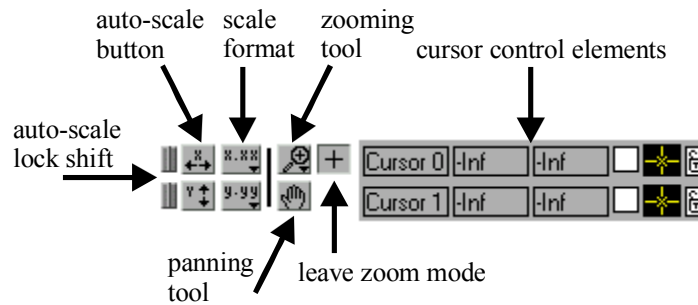 auto-scale scale zooming
button format tool cursor control elements
auto-scale
lock shift
X X.XX + Cursor 0 -Inf -Inf
Y Y.YY Cursor 1 -Inf -Inf
panning leave zoom mode
tool